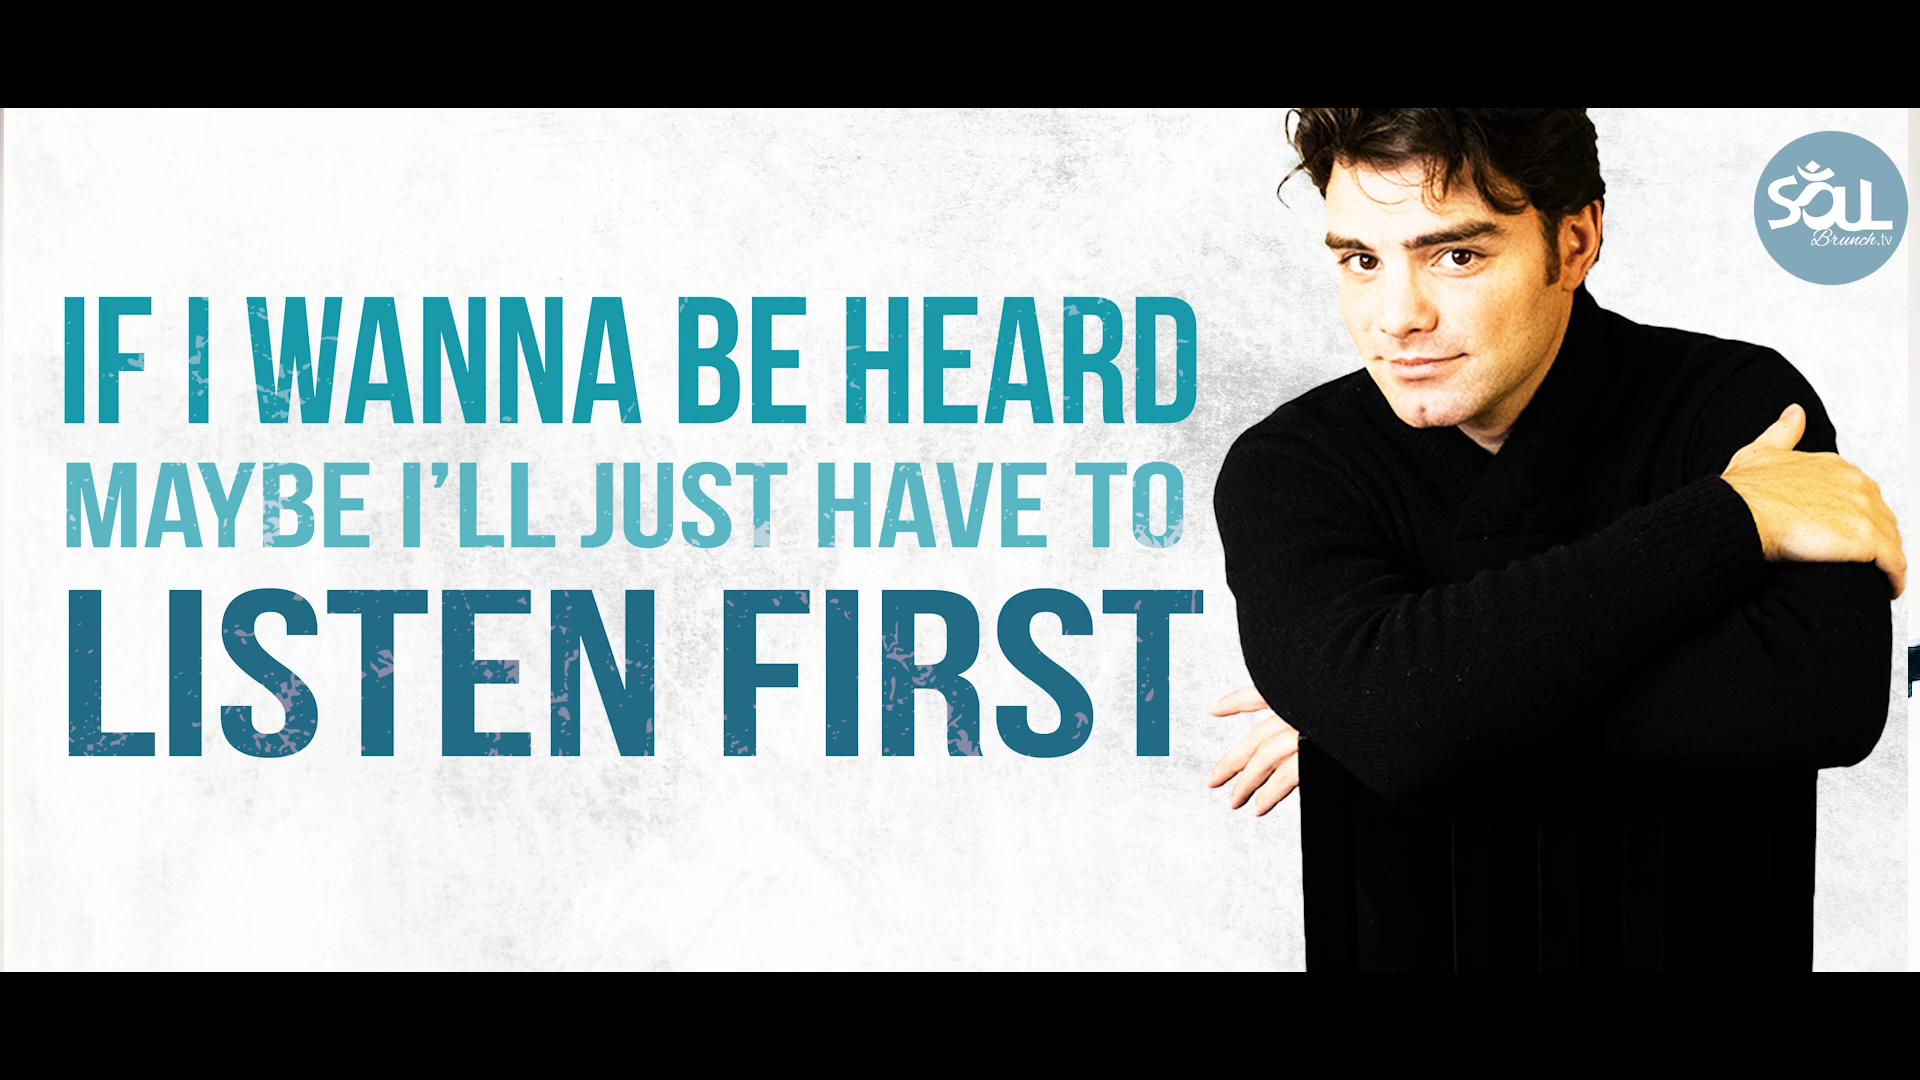 IF I WANNA BE HEARD
MAYBE I'LL JUST HAVE TO
LISTEN FIRST
SOUL
Brunch.tv